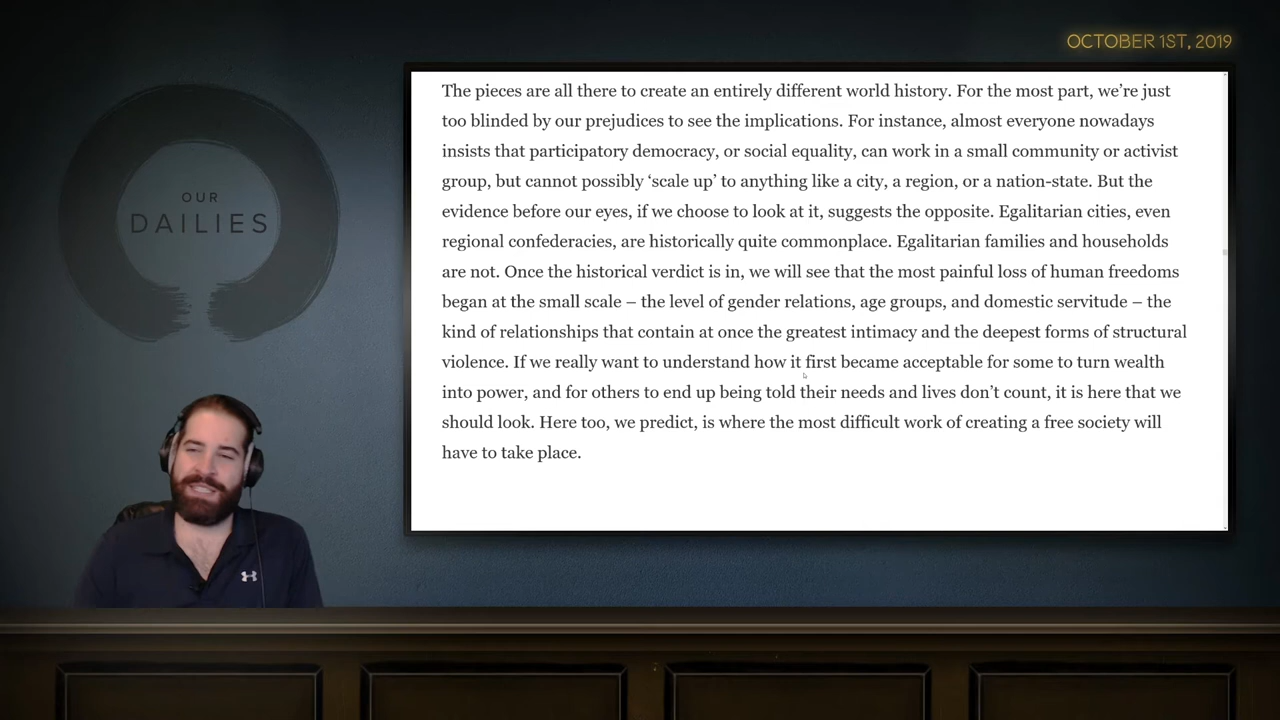 OCTOBER 1ST, 2019
OUR
DAILIES
The pieces are all there to create an entirely different world history. For the most part, we’re just
too blinded by our prejudices to see the implications. For instance, almost everyone nowadays
insists that participatory democracy, or social equality, can work in a small community or activist
group, but cannot possibly ‘scale up’ to anything like a city, a region, or a nation-state. But the
evidence before our eyes, if we choose to look at it, suggests the opposite. Egalitarian cities, even
regional confederacies, are historically quite commonplace. Egalitarian families and households
are not. Once the historical verdict is in, we will see that the most painful loss of human freedoms
began at the small scale – the level of gender relations, age groups, and domestic servitude – the
kind of relationships that contain at once the greatest intimacy and the deepest forms of structural
violence. If we really want to understand how it first became acceptable for some to turn wealth
into power, and for others to end up being told their needs and lives don’t count, it is here that we
should look. Here too, we predict, is where the most difficult work of creating a free society will
have to take place.